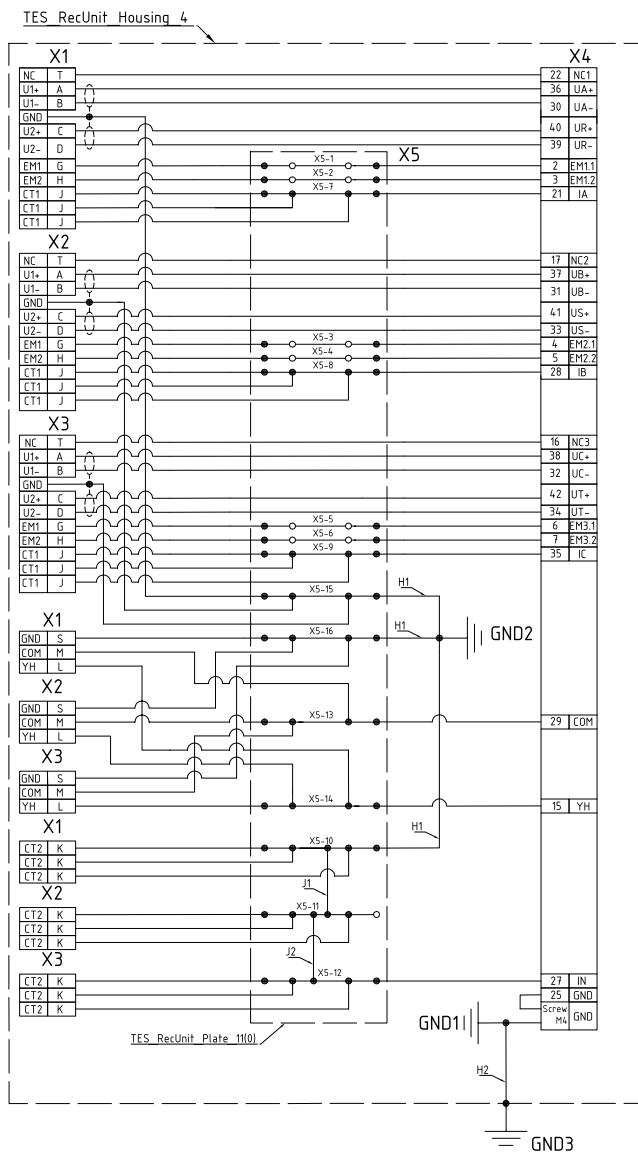 TES_RecUnit_Housing_4
X1 X4
NC T 22 NC1
U1+ A 36 UA+
U1- B 30 UA-
GND
U2+ C 40 UR+
U2- D 39 UR-
X5
EM1 G X5-1 2 EM1.1
EM2 H X5-2 3 EM1.2
CT1 J X5-7 21 IA
CT1 J
CT1 J
X2
NC T 17 NC2
U1+ A 37 UB+
U1- B 31 UB-
GND
U2+ C 41 US+
U2- D 33 US-
EM1 G X5-3 4 EM2.1
EM2 H X5-4 5 EM2.2
CT1 J X5-8 28 IB
CT1 J
CT1 J
X3
NC T 16 NC3
U1+ A 38 UC+
U1- B 32 UC-
GND
U2+ C 42 UT+
U2- D 34 UT-
EM1 G X5-5 6 EM3.1
EM2 H X5-6 7 EM3.2
CT1 J X5-9 35 IC
CT1 J
CT1 J
X5-15 H1
X1
GND S X5-16 H1 GND2
COM M
YH L
X2
GND S
COM M X5-13 29 COM
YH L
X3
GND S
COM M
YH L X5-14 15 YH
X1 H1
CT2 K X5-10
CT2 K
CT2 K
J1
X2
CT2 K X5-11
CT2 K
CT2 K
J2
X3
CT2 K X5-12 27 IN
CT2 K 25 GND
CT2 K Screw M4 GND
GND1
TES_RecUnit_Plate_11(0)
H2
GND3